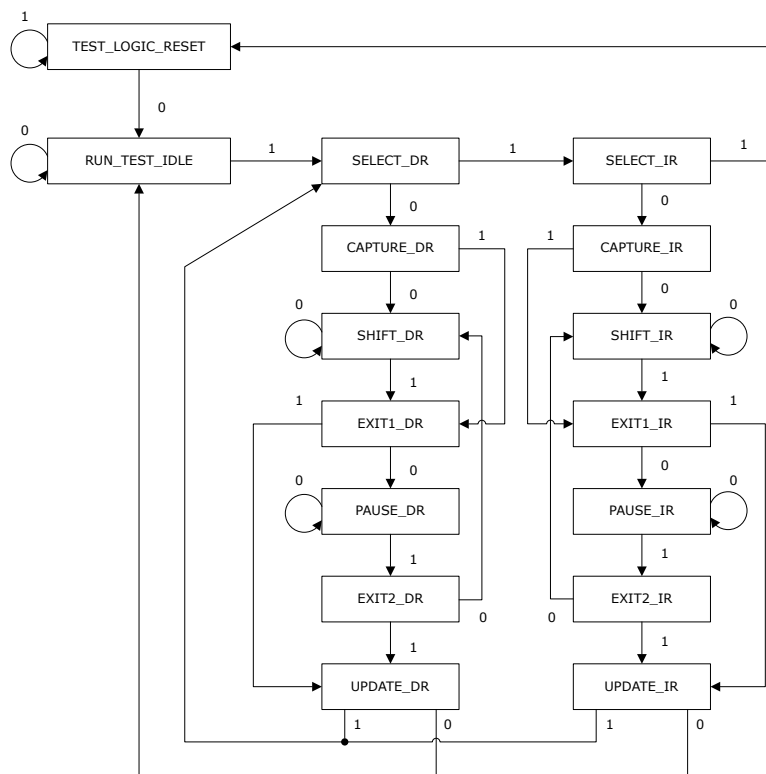 1
TEST_LOGIC_RESET
0
0
RUN_TEST_IDLE
1
SELECT_DR
1
SELECT_IR
1
0
0
CAPTURE_DR
1
1
CAPTURE_IR
0
0
0
SHIFT_DR
SHIFT_IR
0
1
1
1
EXIT1_DR
EXIT1_IR
1
0
0
0
PAUSE_DR
PAUSE_IR
0
1
1
EXIT2_DR
0
0
EXIT2_IR
1
1
UPDATE_DR
UPDATE_IR
1
0
1
0